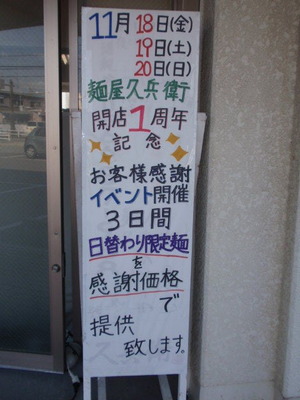 11月18日(金)
19日(土)
20日(日)
麺屋久兵衛
開店1周年
記念
お客様感謝
イベント開催
3日間
日替わり限定麺
を
感謝価格
で
提供
致します。